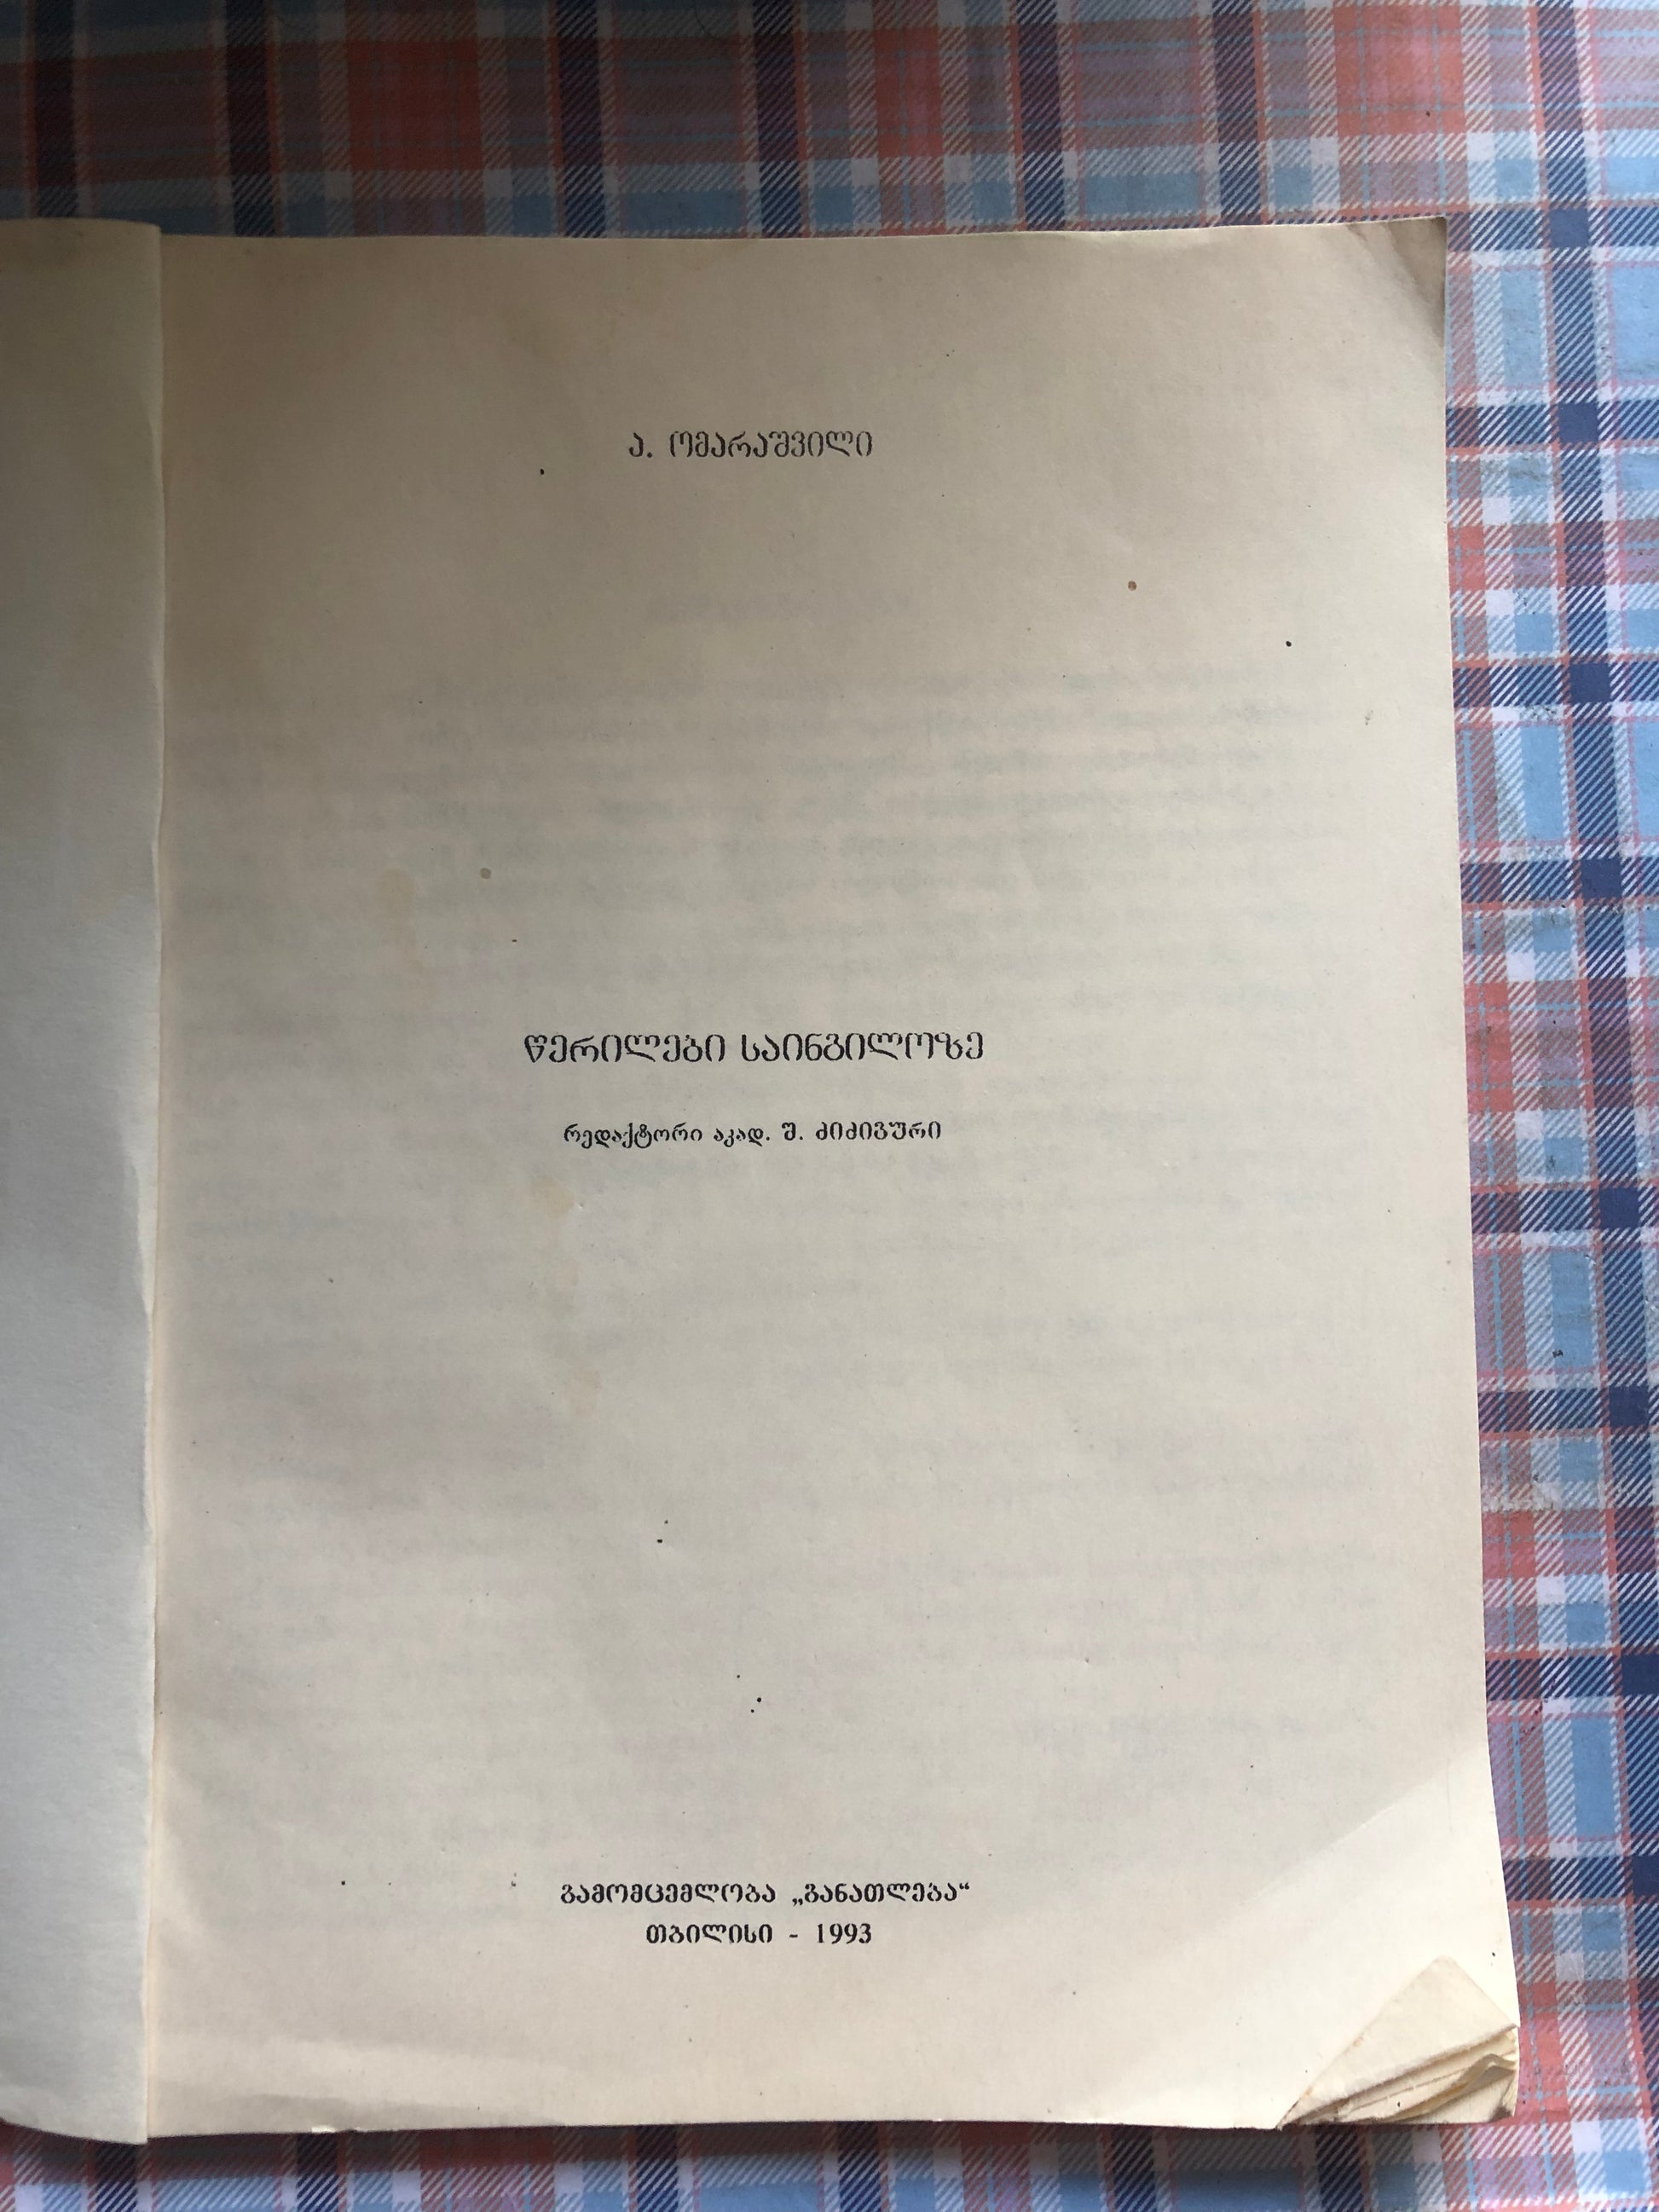 ა. ომარაშვილი
წერილები საინგილოზე
რედაქტორი აკად. შ. ძიძიგური
გამომცემლობა „განათლება“
თბილისი - 1993